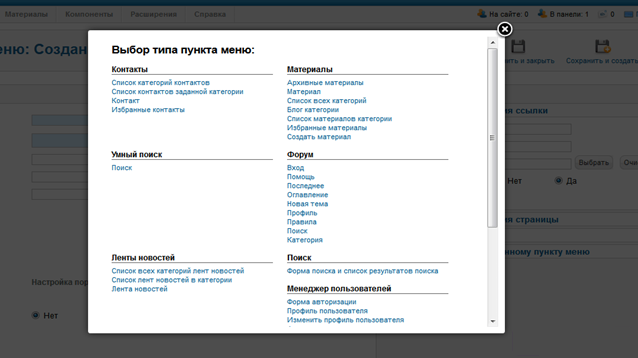 Материалы Компоненты Расширения Справка На сайте: 0 В панели: 1 0
ню: Создан
ить и закрыть Сохранить и создать
Выбор типа пункта меню:
Контакты
Список категорий контактов
Список контактов заданной категории
Контакт
Избранные контакты
Материалы
Архивные материалы
Материал
Список всех категорий
Блог категории
Список материалов категории
Избранные материалы
Создать материал
Умный поиск
Поиск
Форум
Вход
Помощь
Последнее
Оглавление
Новая тема
Профиль
Правила
Поиск
Категория
Ленты новостей
Список всех категорий лент новостей
Список лент новостей в категории
Лента новостей
Поиск
Форма поиска и список результатов поиска
Менеджер пользователей
Форма авторизации
Профиль пользователя
Изменить профиль пользователя
ия ссылки
Выбрать Очи
Нет Да
ия страницы
нному пункту меню
Настройка пор
Нет